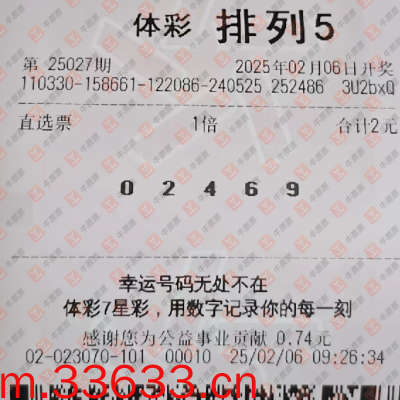 体彩 排列5
第 25027期 2025年02月06日开奖
110330-158661-122086-240525 252486 3U2bxQ
直选票 1倍 合计2元
0 2 4 6 9
幸运号码无处不在
体彩7星彩，用数字记录你的每一刻
感谢您为公益事业贡献 0.74元
02-023070-101 00010 25/02/06 09:26:34
m.33633.cn